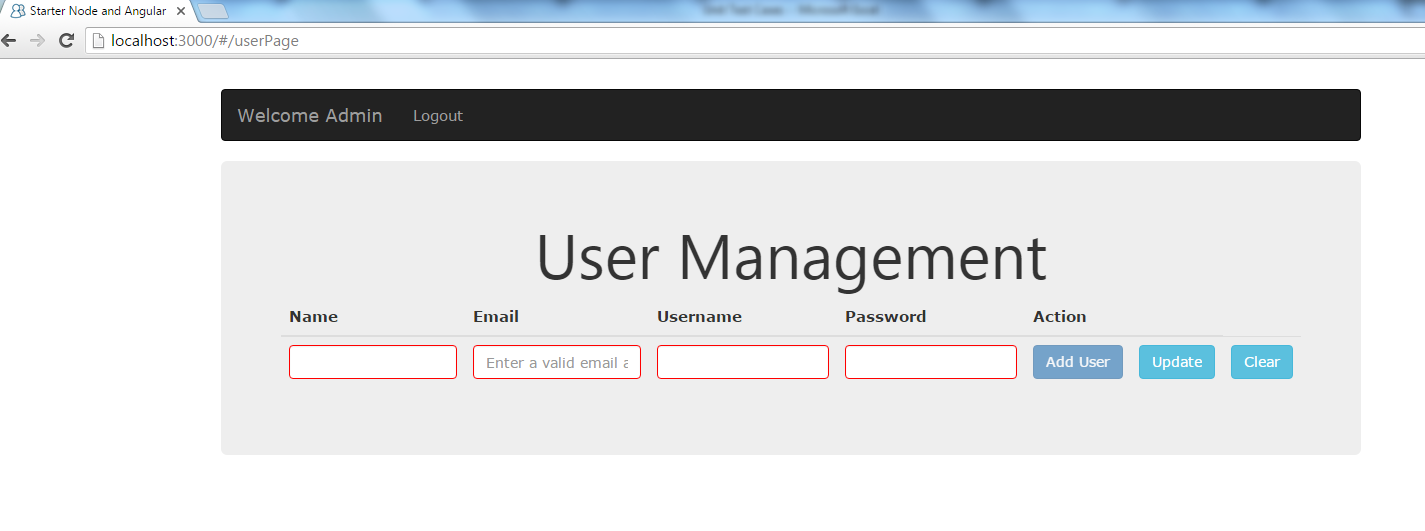 Starter Node and Angular
localhost:3000/#/userPage
Welcome Admin Logout
User Management
Name Email Username Password Action
Enter a valid email Add User Update Clear